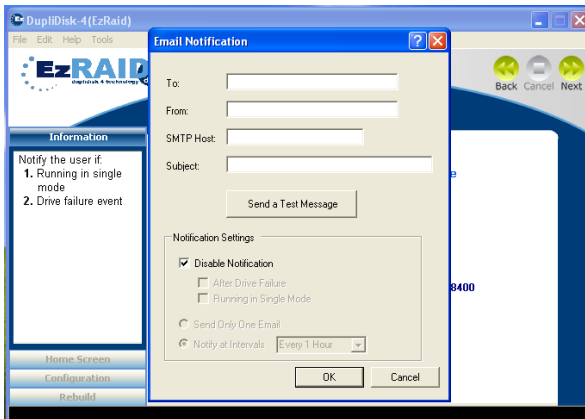 DupliDisk-4(EzRaid)
File Edit Help Tools
EzRAID
duplidisk 4 technology
Back Cancel Next
Information
Notify the user if:
1. Running in single
mode
2. Drive failure event
Home Screen
Configuration
Rebuild
Email Notification
To:
From:
SMTP Host:
Subject:
Send a Test Message
Notification Settings
Disable Notification
After Drive Failure
Running in Single Mode
Send Only One Email
Notify at Intervals Every 1 Hour
OK Cancel
e
8400